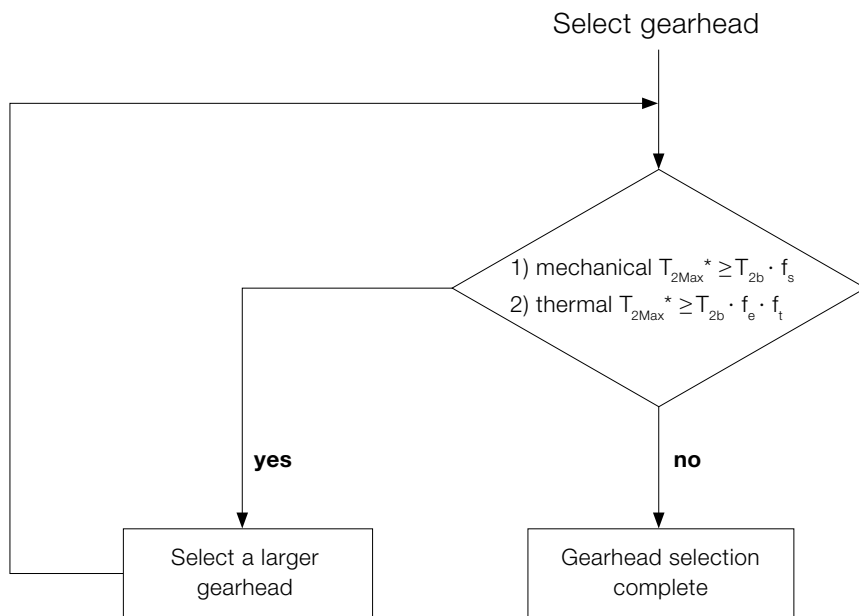 Select gearhead
1) mechanical T₂Max* ≥ T₂b · fₛ
2) thermal T₂Max* ≥ T₂b · fₑ · fₜ
yes
no
Select a larger
gearhead
Gearhead selection
complete